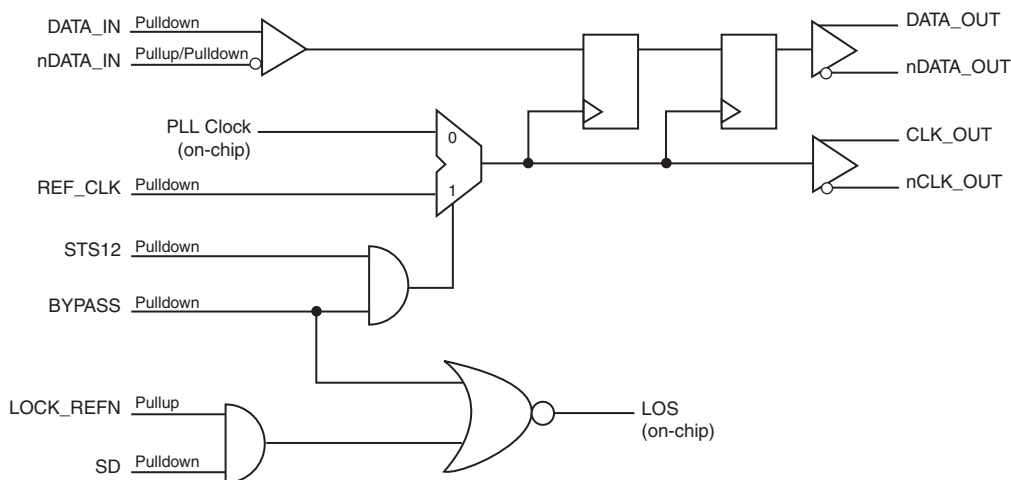 DATA_IN Pulldown
nDATA_IN Pullup/Pulldown
DATA_OUT
nDATA_OUT
PLL Clock
(on-chip)
0
REF_CLK Pulldown
1
CLK_OUT
nCLK_OUT
STS12 Pulldown
BYPASS Pulldown
LOCK_REFN Pullup
SD Pulldown
LOS
(on-chip)